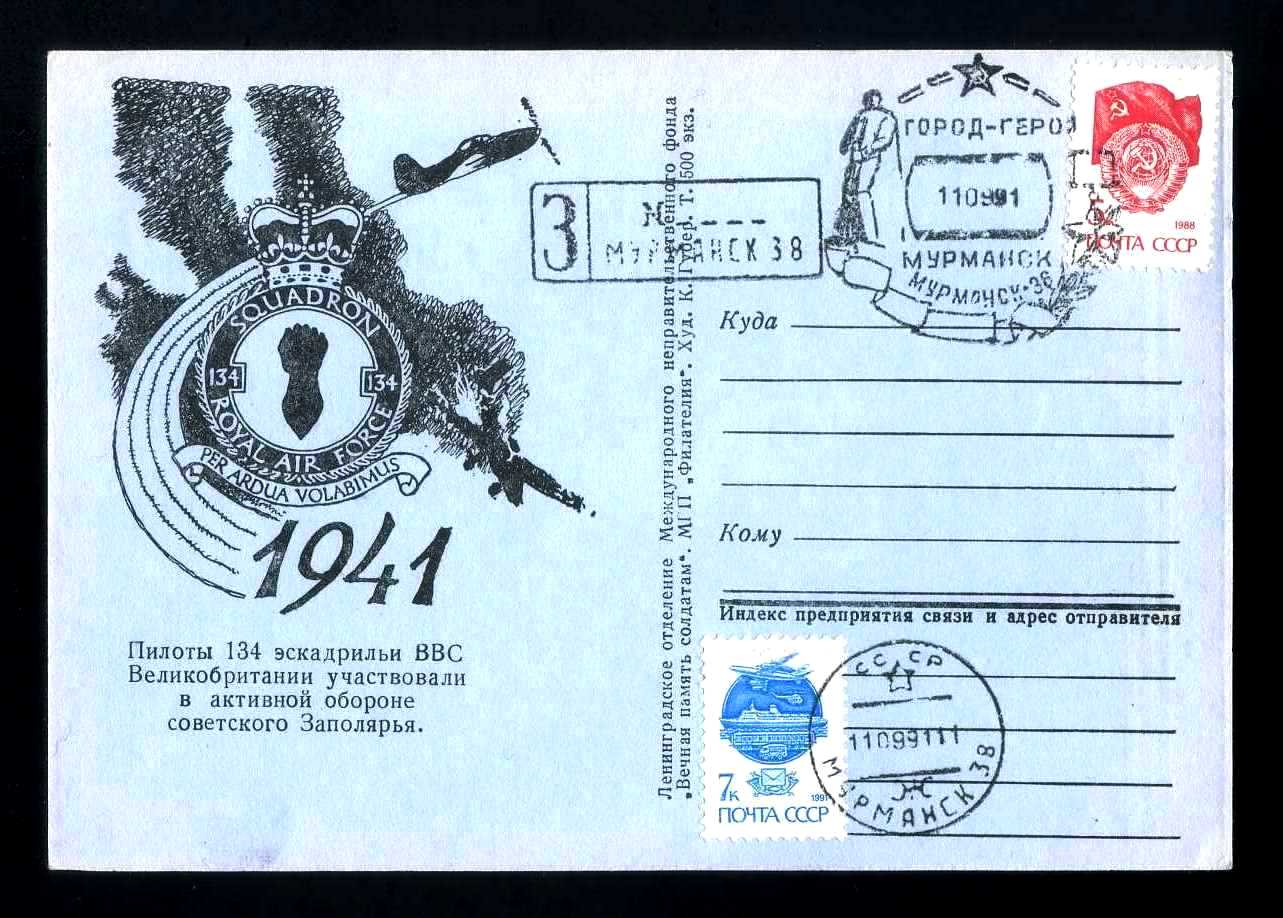 SQUADRON
134 134
ROYAL AIR FORCE
PER ARDUA VOLABIMUS
1941
Пилоты 134 эскадрильи ВВС
Великобритании участвовали
в активной обороне
советского Заполярья.
Ленинградское отделение Международного неправительственного фонда
„Вечная память солдатам“. МГП „Филателия“. Худ. К. Губер. Т. 500 экз.
З
МУРМАНСК 38
ГОРОД-ГЕРОЙ
110991
МУРМАНСК
МУРМАНСК-36
1988
ПОЧТА СССР
Куда
Кому
Индекс предприятия связи и адрес отправителя
7к
1991
ПОЧТА СССР
СССР
11099111
Ж
МУРМАНСК 38